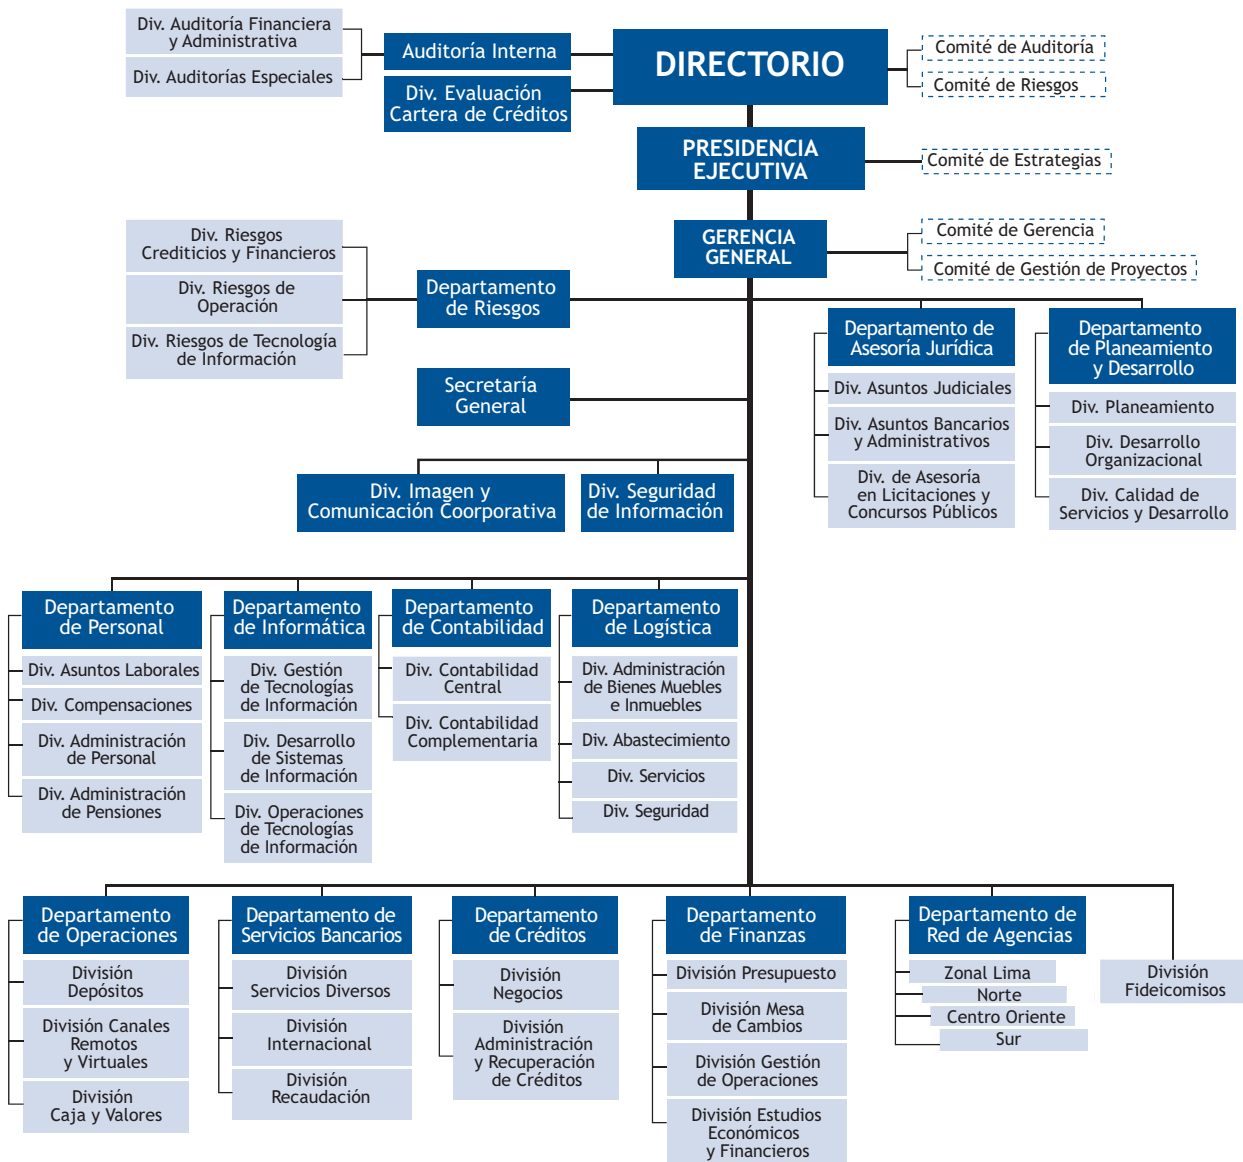 Div. Auditoría Financiera
y Administrativa
Div. Auditorías Especiales
Auditoría Interna
Div. Evaluación
Cartera de Créditos
DIRECTORIO
Comité de Auditoría
Comité de Riesgos
PRESIDENCIA
EJECUTIVA
Comité de Estrategias
GERENCIA
GENERAL
Comité de Gerencia
Comité de Gestión de Proyectos
Div. Riesgos
Crediticios y Financieros
Div. Riesgos de
Operación
Div. Riesgos de Tecnología
de Información
Departamento
de Riesgos
Departamento de
Asesoría Jurídica
Div. Asuntos Judiciales
Div. Asuntos Bancarios
y Administrativos
Div. de Asesoría
en Licitaciones y
Concursos Públicos
Departamento
de Planeamiento
y Desarrollo
Div. Planeamiento
Div. Desarrollo
Organizacional
Div. Calidad de
Servicios y Desarrollo
Secretaría
General
Div. Imagen y
Comunicación Coorporativa
Div. Seguridad
de Información
Departamento
de Personal
Div. Asuntos Laborales
Div. Compensaciones
Div. Administración
de Personal
Div. Administración
de Pensiones
Departamento
de Informática
Div. Gestión
de Tecnologías
de Información
Div. Desarrollo
de Sistemas
de Información
Div. Operaciones
de Tecnologías
de Información
Departamento
de Contabilidad
Div. Contabilidad
Central
Div. Contabilidad
Complementaria
Departamento
de Logística
Div. Administración
de Bienes Muebles
e Inmuebles
Div. Abastecimiento
Div. Servicios
Div. Seguridad
Departamento
de Operaciones
División
Depósitos
División Canales
Remotos
y Virtuales
División
Caja y Valores
Departamento de
Servicios Bancarios
División
Servicios Diversos
División
Internacional
División
Recaudación
Departamento
de Créditos
División
Negocios
División
Administración
y Recuperación
de Créditos
Departamento
de Finanzas
División Presupuesto
División Mesa
de Cambios
División Gestión
de Operaciones
División Estudios
Económicos
y Financieros
Departamento de
Red de Agencias
Zonal Lima
Norte
Centro Oriente
Sur
División
Fideicomisos